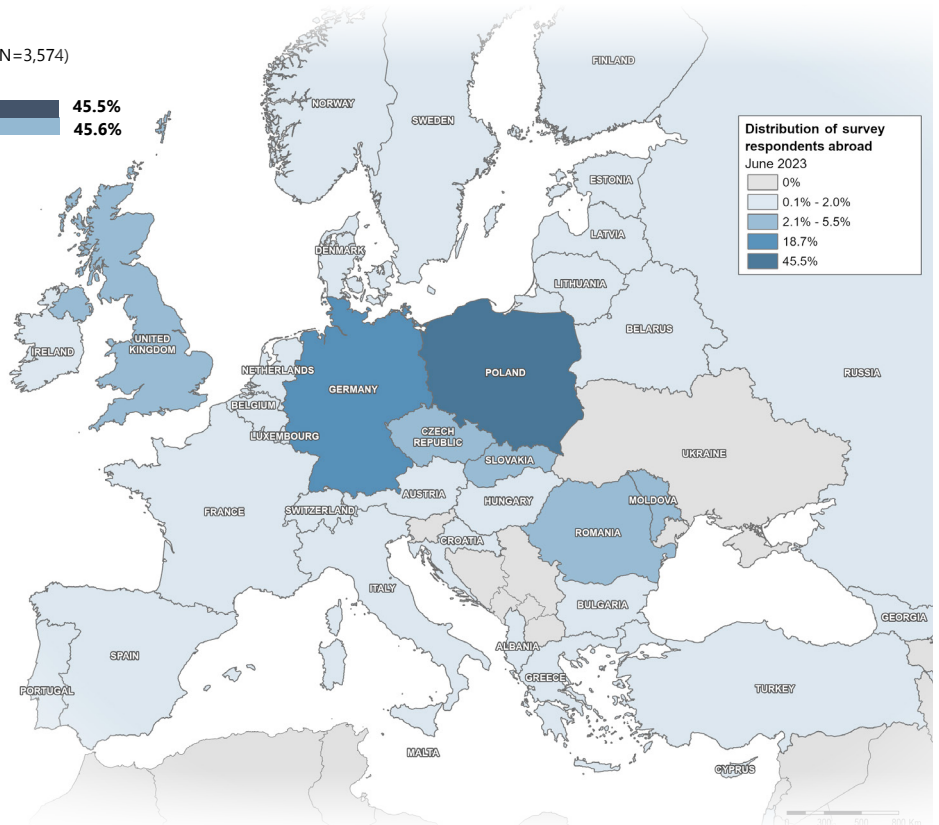 N=3,574)
45.5%
45.6%
Distribution of survey
respondents abroad
June 2023
0%
0.1% - 2.0%
2.1% - 5.5%
18.7%
45.5%
FINLAND
NORWAY
SWEDEN
ESTONIA
LATVIA
DENMARK
LITHUANIA
BELARUS
UNITED
KINGDOM
IRELAND
NETHERLANDS
RUSSIA
POLAND
GERMANY
BELGIUM
LUXEMBOURG
CZECH
REPUBLIC
UKRAINE
SLOVAKIA
AUSTRIA
HUNGARY
MOLDOVA
FRANCE
SWITZERLAND
ROMANIA
CROATIA
ITALY
BULGARIA
GEORGIA
ALBANIA
SPAIN
GREECE
PORTUGAL
TURKEY
MALTA
CYPRUS